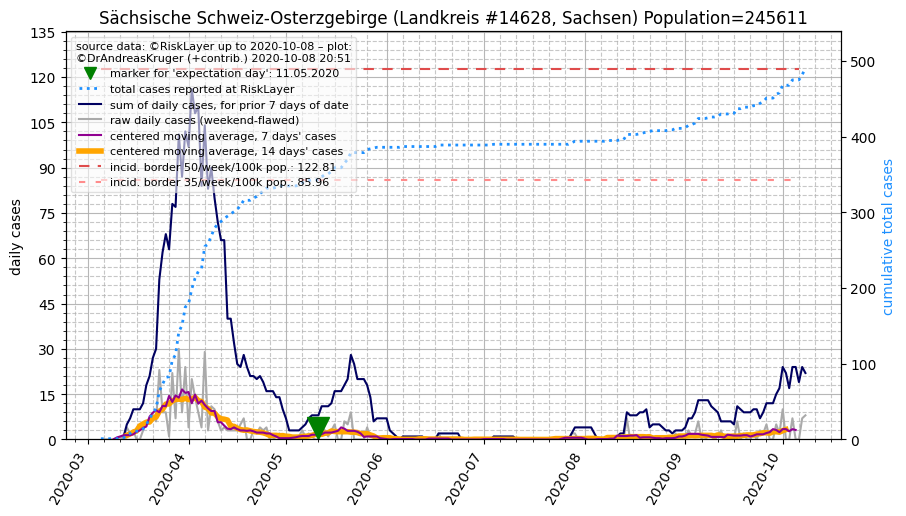 Sächsische Schweiz-Osterzgebirge (Landkreis #14628, Sachsen) Population=245611
source data: ©RiskLayer up to 2020-10-08 – plot:
©DrAndreasKruger (+contrib.) 2020-10-08 20:51
marker for 'expectation day': 11.05.2020
total cases reported at RiskLayer
sum of daily cases, for prior 7 days of date
raw daily cases (weekend-flawed)
centered moving average, 7 days' cases
centered moving average, 14 days' cases
incid. border 50/week/100k pop.: 122.81
incid. border 35/week/100k pop.: 85.96
daily cases
135
120
105
90
75
60
45
30
15
0
cumulative total cases
500
400
300
200
100
0
2020-03
2020-04
2020-05
2020-06
2020-07
2020-08
2020-09
2020-10